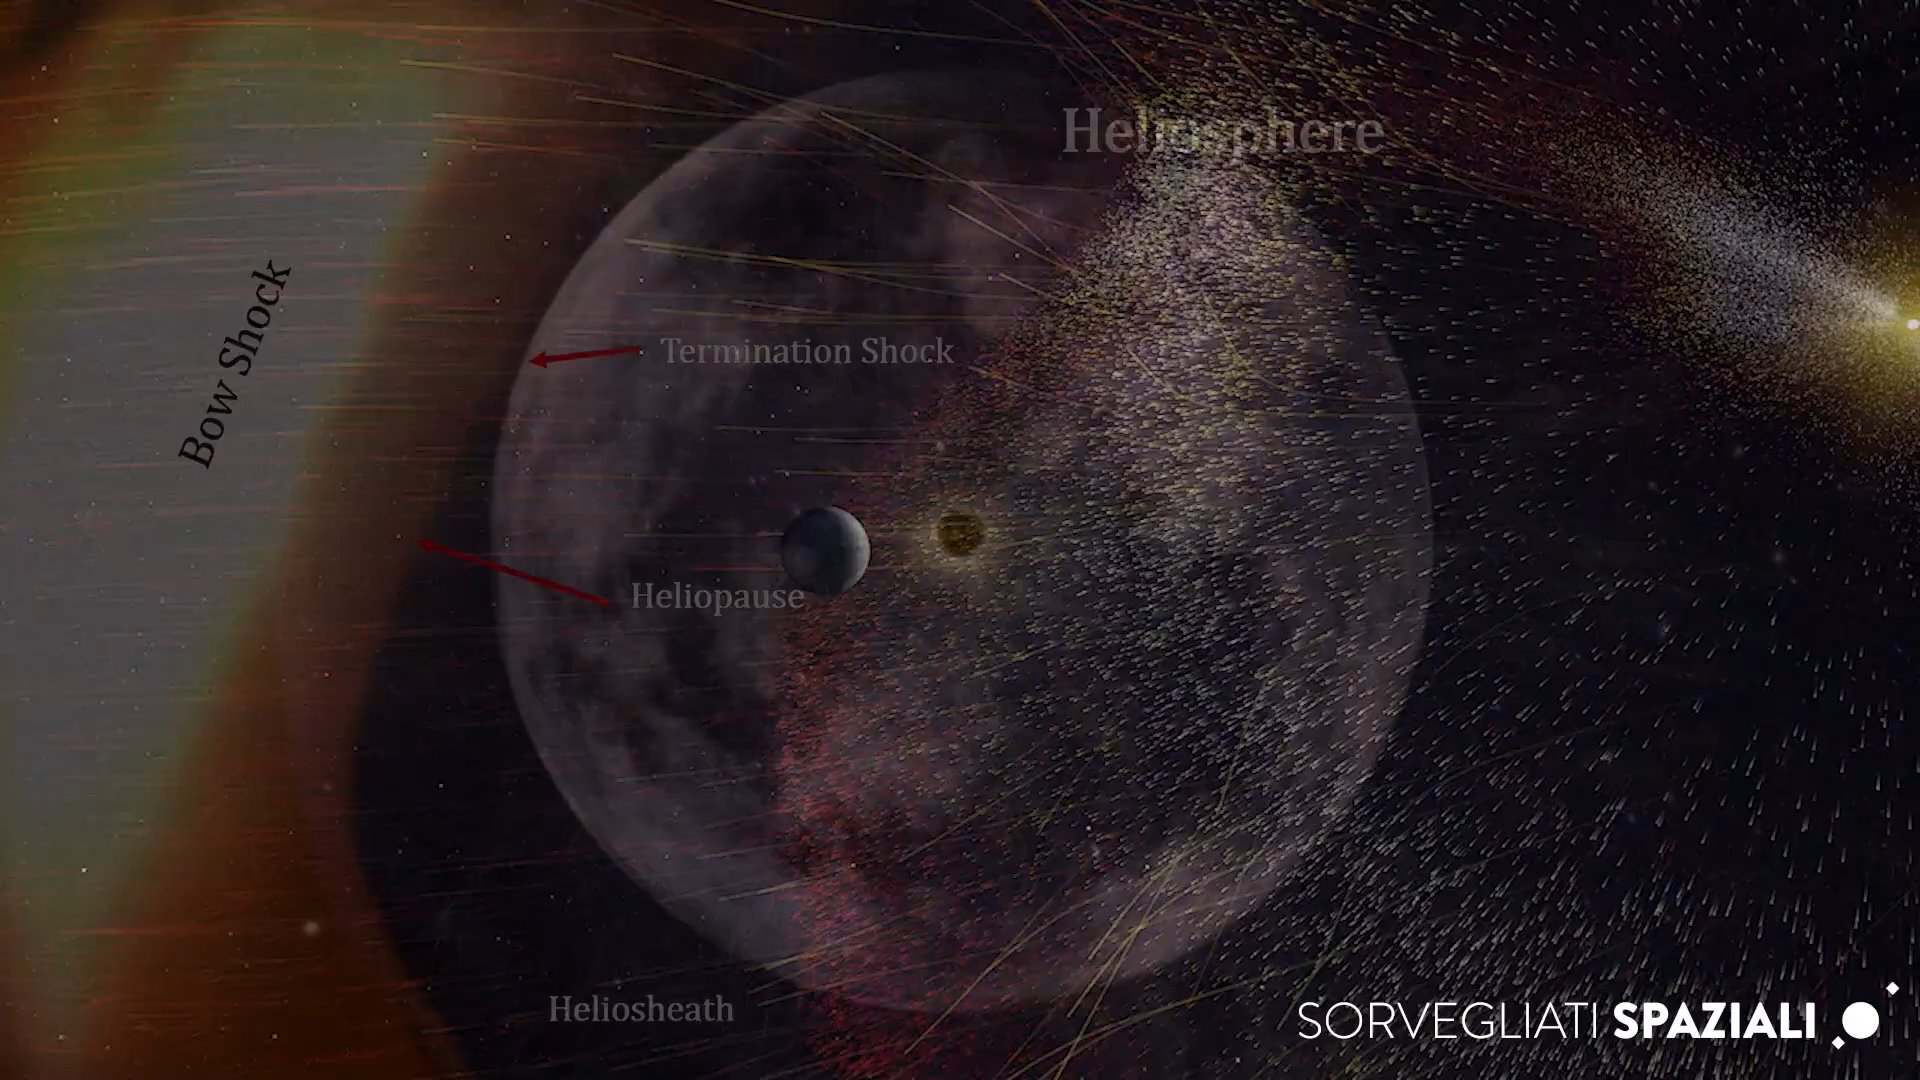 Heliosphere
Bow Shock
Termination Shock
Heliopause
Heliosheath
SORVEGLIATI SPAZIALI